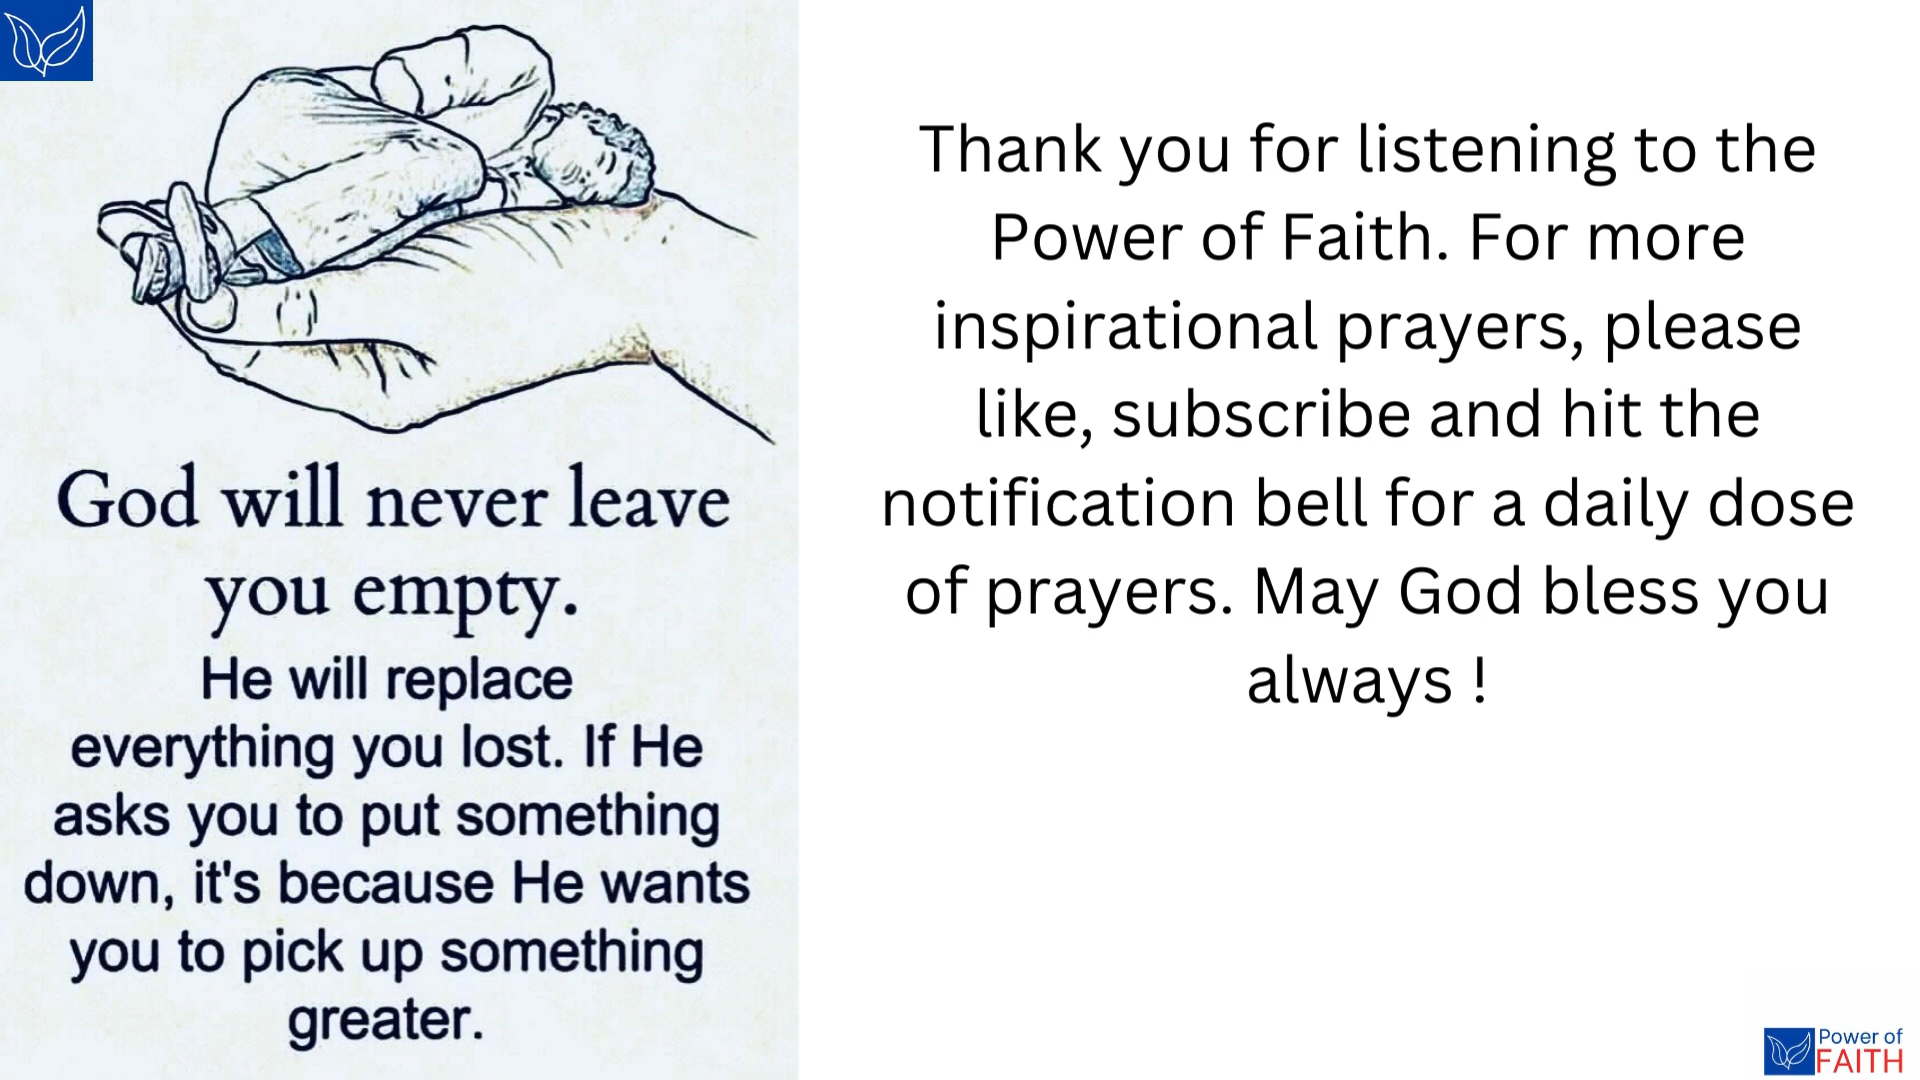 God will never leave
you empty.
He will replace
everything you lost. If He
asks you to put something
down, it's because He wants
you to pick up something
greater.
Thank you for listening to the
Power of Faith. For more
inspirational prayers, please
like, subscribe and hit the
notification bell for a daily dose
of prayers. May God bless you
always !
Power of
FAITH